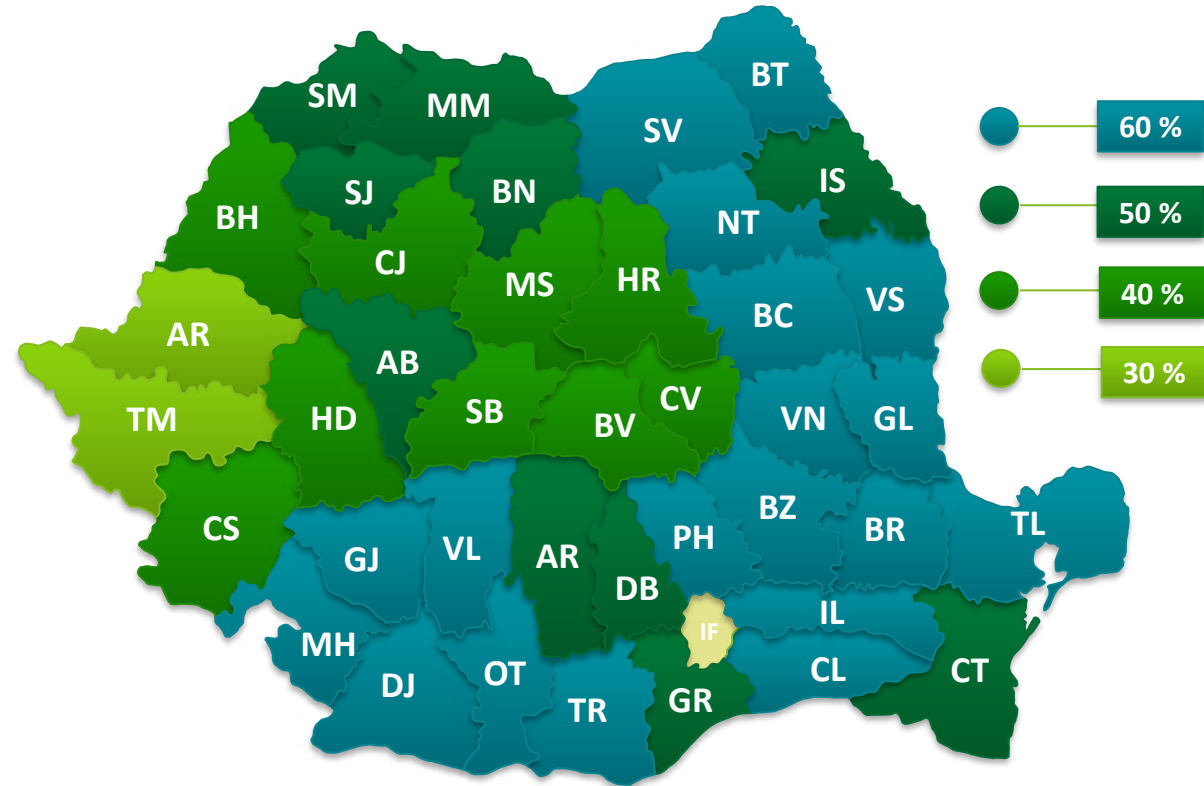 BT
SM
MM
SV
60 %
IS
SJ
BN
50 %
BH
NT
CJ
MS
HR
40 %
VS
BC
AR
AB
30 %
TM
HD
SB
BV
CV
VN
GL
CS
GJ
VL
AR
DB
PH
BZ
BR
TL
IF
IL
MH
DJ
OT
TR
GR
CL
CT